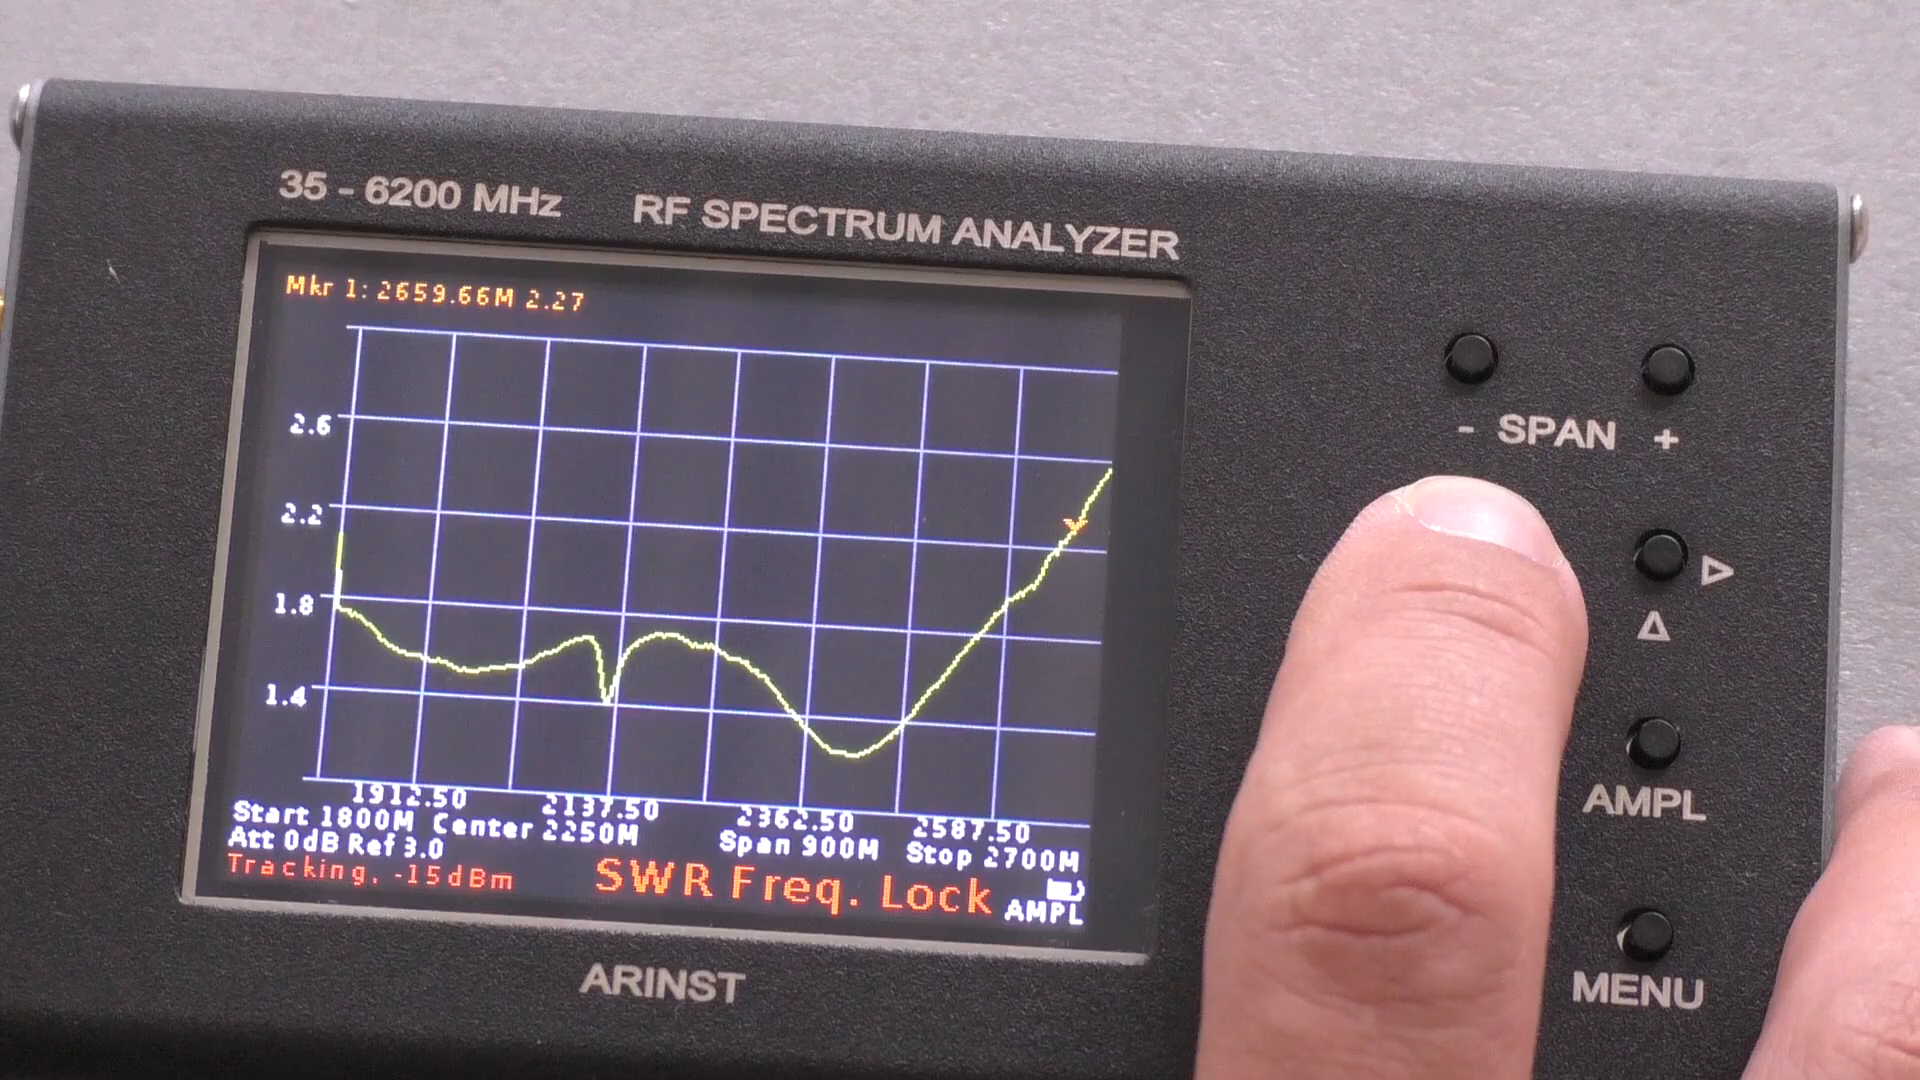 35 - 6200 MHz RF SPECTRUM ANALYZER
Mkr 1: 2659.66M 2.27
2.6
2.2
1.8
1.4
1912.50 2137.50 2362.50 2587.50
Start 1800M Center 2250M Span 900M Stop 2700M
Att 0dB Ref 3.0
Tracking. -15dBm SWR Freq. Lock AMPL
ARINST
- SPAN +
AMPL
MENU